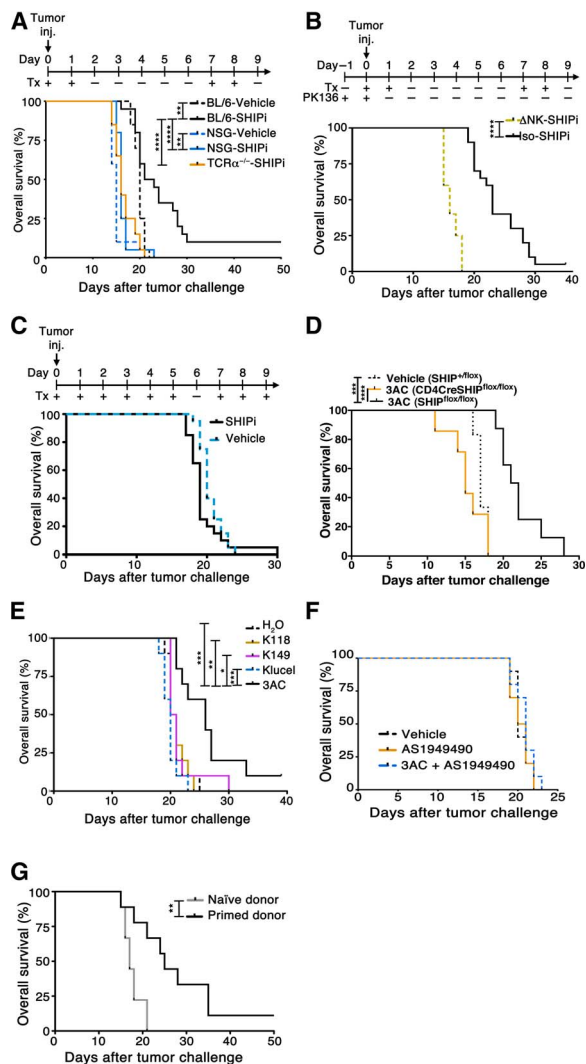 A
Tumor
inj.
Day 0 1 2 3 4 5 6 7 8 9
Tx + + − − − − − + + −
Overall survival (%)
100
75
50
25
0
0 10 20 30 40 50
Days after tumor challenge
**** **** ** **
BL/6-Vehicle
BL/6-SHIPi
NSG-Vehicle
NSG-SHIPi
TCRα−/−-SHIPi
B
Tumor
inj.
Day −1 0 1 2 3 4 5 6 7 8 9
Tx − + + − − − − − + + −
PK136 + + − − − − − − − − −
Overall survival (%)
100
75
50
25
0
0 10 20 30 40
Days after tumor challenge
****
ΔNK-SHIPi
Iso-SHIPi
C
Tumor
inj.
Day 0 1 2 3 4 5 6 7 8 9
Tx + + + + + + − + + +
Overall survival (%)
100
80
60
40
20
0
0 10 20 30
Days after tumor challenge
SHIPi
Vehicle
D
*** ***
Vehicle (SHIP+/flox)
3AC (CD4CreSHIPflox/flox)
3AC (SHIPflox/flox)
Overall survival (%)
100
80
60
40
20
0
0 5 10 15 20 25 30
Days after tumor challenge
E
Overall survival (%)
100
75
50
25
0
0 10 20 30 40
Days after tumor challenge
*** ** * ***
H2O
K118
K149
Klucel
3AC
F
Overall survival (%)
100
75
50
25
0
0 5 10 15 20 25
Days after tumor challenge
Vehicle
AS1949490
3AC + AS1949490
G
Overall survival (%)
100
75
50
25
0
0 10 20 30 40 50
Days after tumor challenge
**
Naïve donor
Primed donor